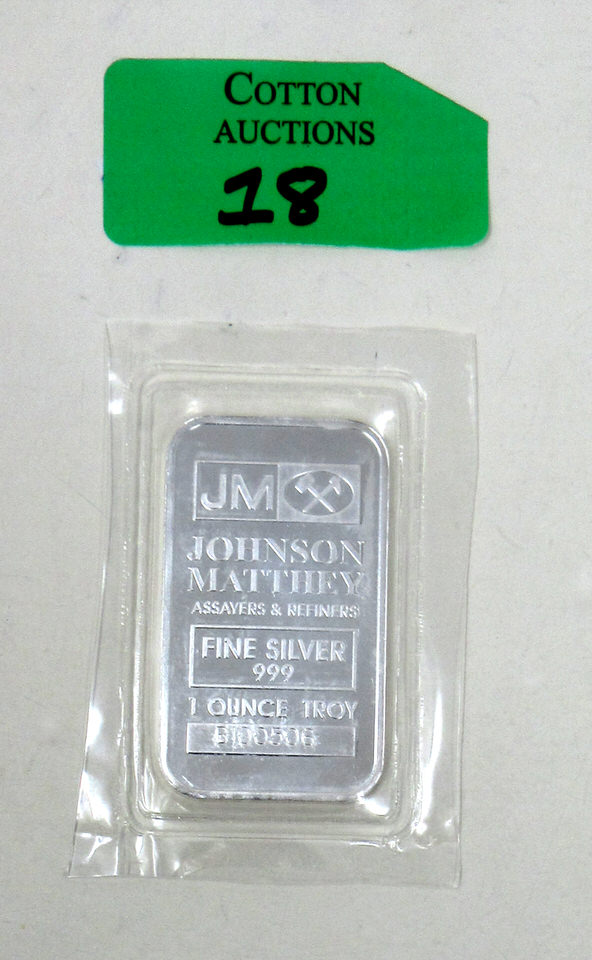 COTTON
AUCTIONS
18
JM
JOHNSON
MATTHEY
ASSAYERS & REFINERS
FINE SILVER
999
1 OUNCE TROY